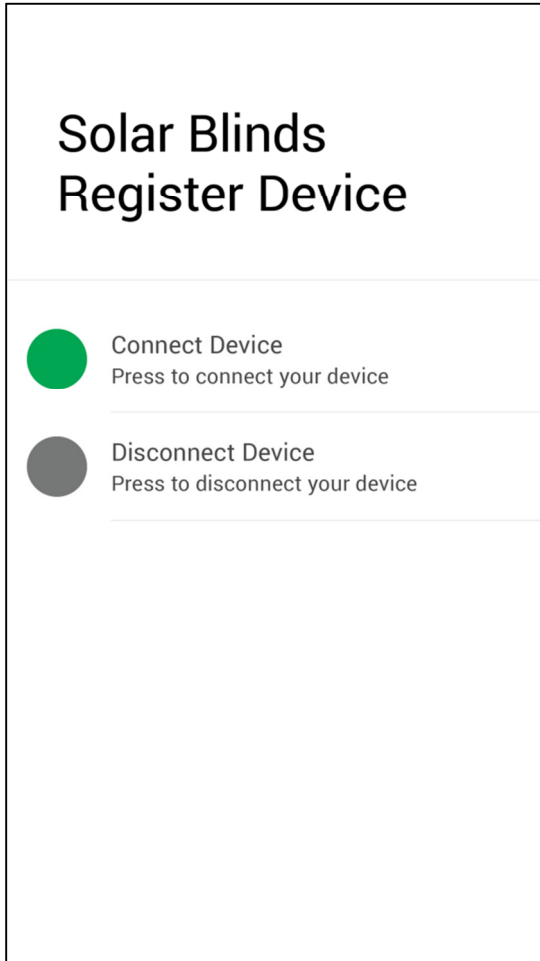 Solar Blinds
Register Device
Connect Device
Press to connect your device
Disconnect Device
Press to disconnect your device